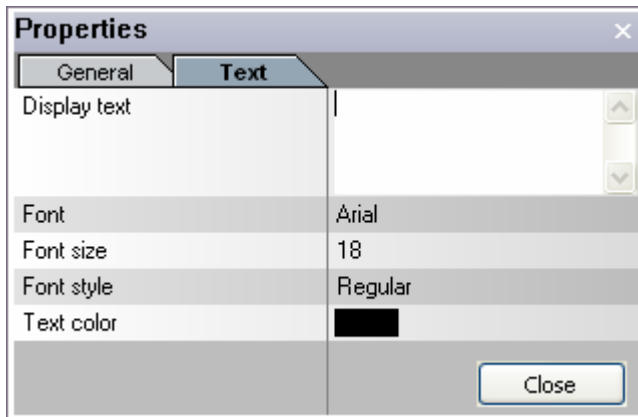 Properties
General Text
Display text
Font Arial
Font size 18
Font style Regular
Text color
Close